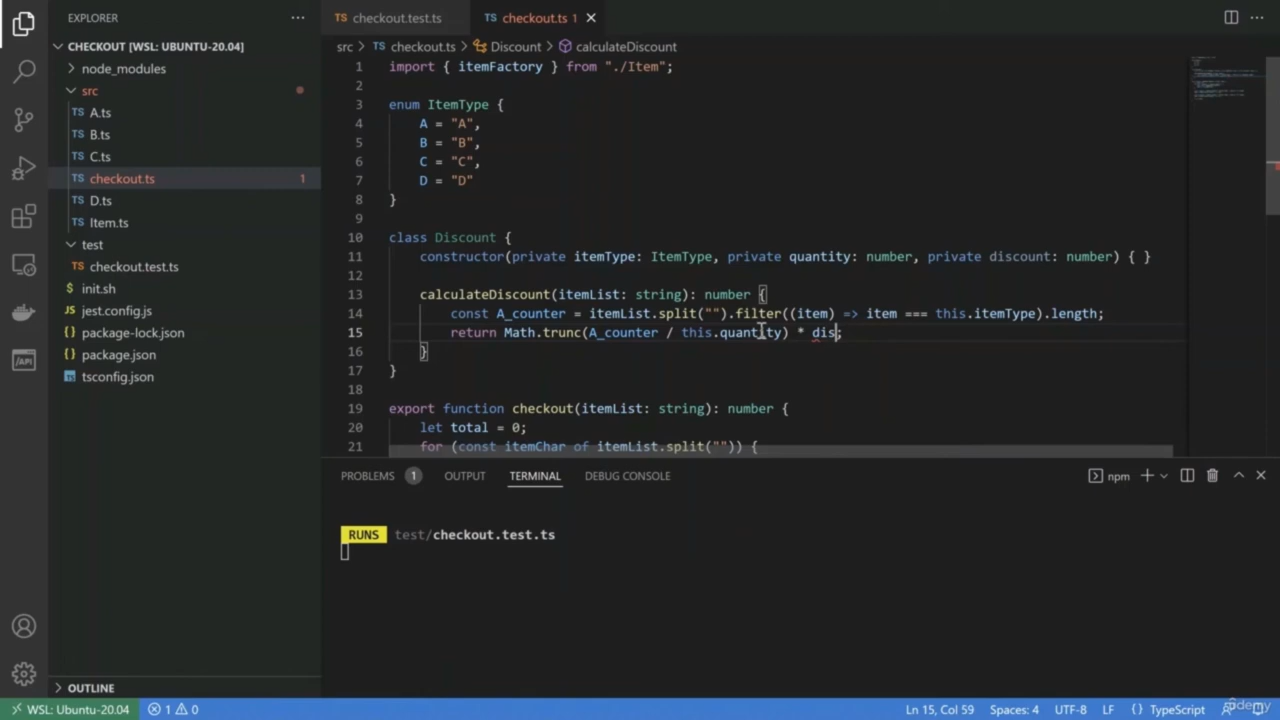 EXPLORER
CHECKOUT [WSL: UBUNTU-20.04]
node_modules
src
A.ts
B.ts
C.ts
checkout.ts 1
D.ts
Item.ts
test
checkout.test.ts
init.sh
jest.config.js
package-lock.json
package.json
tsconfig.json
OUTLINE
checkout.test.ts
checkout.ts 1
src > checkout.ts > Discount > calculateDiscount
1 import { itemFactory } from "./Item";
2
3 enum ItemType {
4 A = "A",
5 B = "B",
6 C = "C",
7 D = "D"
8 }
9
10 class Discount {
11 constructor(private itemType: ItemType, private quantity: number, private discount: number) { }
12
13 calculateDiscount(itemList: string): number {
14 const A_counter = itemList.split("").filter((item) => item === this.itemType).length;
15 return Math.trunc(A_counter / this.quantity) * dis;
16 }
17 }
18
19 export function checkout(itemList: string): number {
20 let total = 0;
21 for (const itemChar of itemList.split("")) {
PROBLEMS 1 OUTPUT TERMINAL DEBUG CONSOLE
npm
RUNS test/checkout.test.ts
WSL: Ubuntu-20.04 1 0 Ln 15, Col 59 Spaces: 4 UTF-8 LF {} TypeScript
udemy